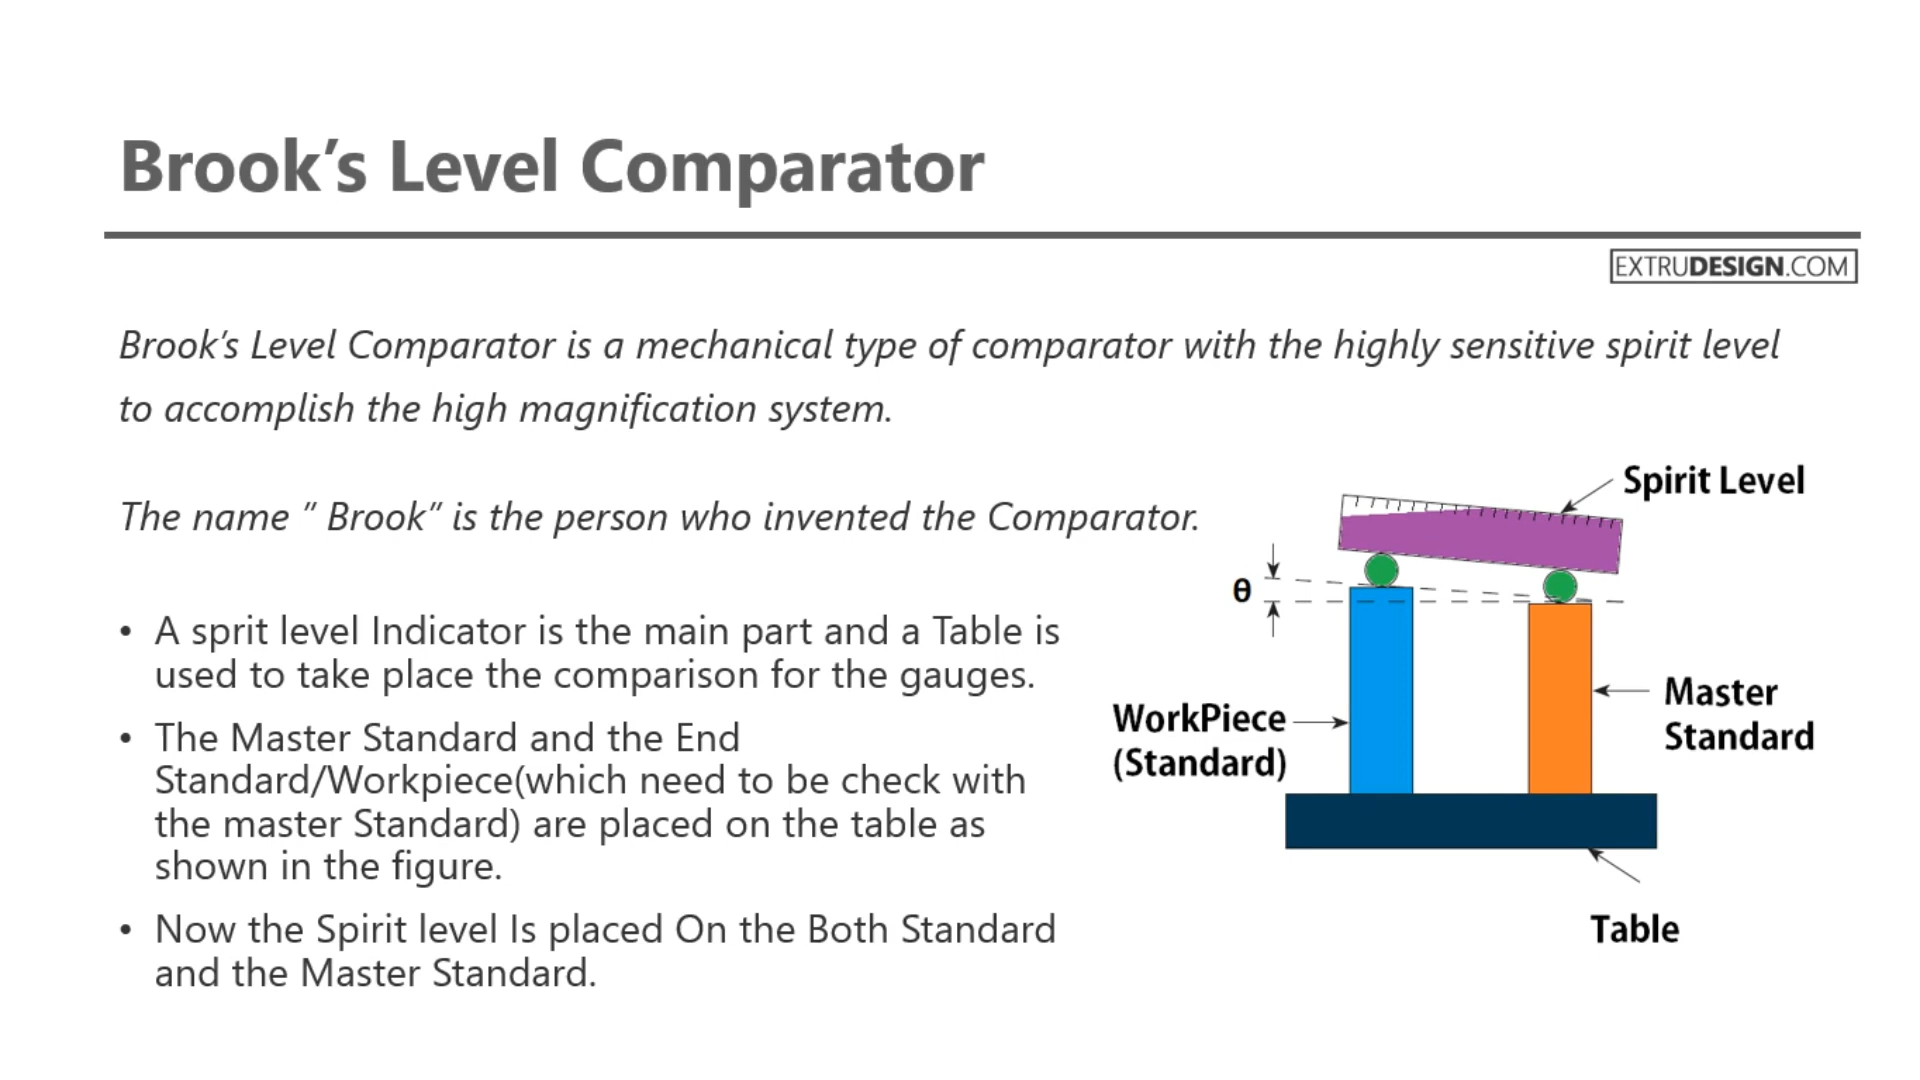 Brook’s Level Comparator
EXTRUDESIGN.COM
Brook’s Level Comparator is a mechanical type of comparator with the highly sensitive spirit level
to accomplish the high magnification system.
The name ” Brook” is the person who invented the Comparator.
• A sprit level Indicator is the main part and a Table is
used to take place the comparison for the gauges.
• The Master Standard and the End
Standard/Workpiece(which need to be check with
the master Standard) are placed on the table as
shown in the figure.
• Now the Spirit level Is placed On the Both Standard
and the Master Standard.
Spirit Level
θ
WorkPiece
(Standard)
Master
Standard
Table